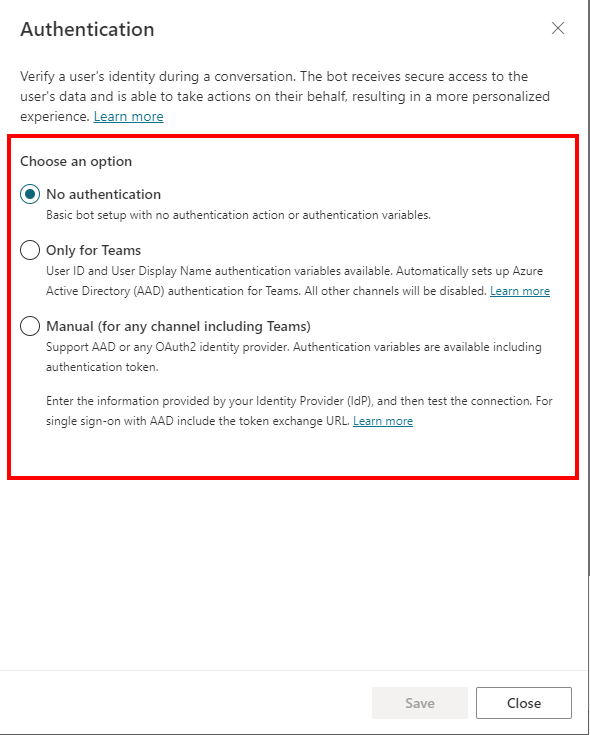 Authentication
Verify a user's identity during a conversation. The bot receives secure access to the
user's data and is able to take actions on their behalf, resulting in a more personalized
experience. Learn more
Choose an option
No authentication
Basic bot setup with no authentication action or authentication variables.
Only for Teams
User ID and User Display Name authentication variables available. Automatically sets up Azure
Active Directory (AAD) authentication for Teams. All other channels will be disabled. Learn more
Manual (for any channel including Teams)
Support AAD or any OAuth2 identity provider. Authentication variables are available including
authentication token.
Enter the information provided by your Identity Provider (IdP), and then test the connection. For
single sign-on with AAD include the token exchange URL. Learn more
Save
Close